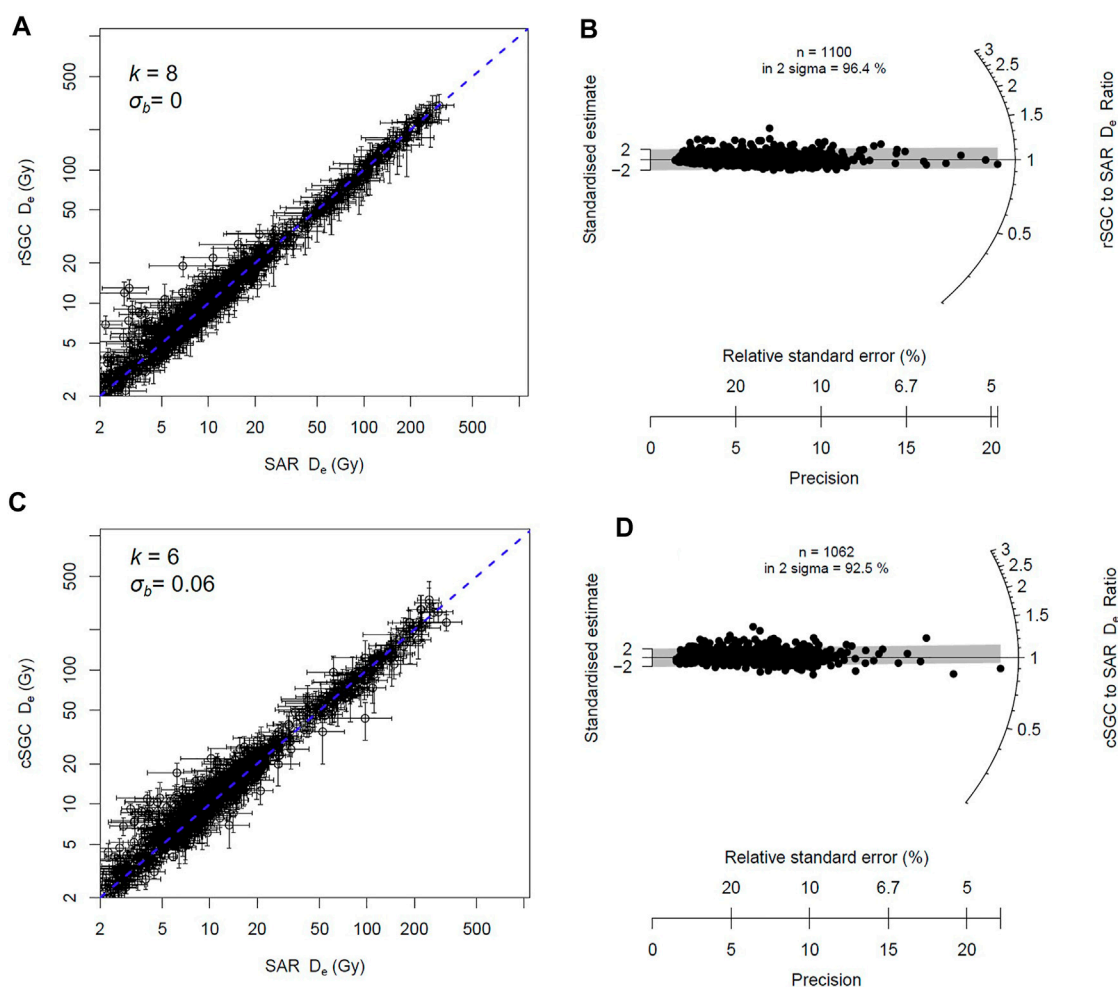 A
k = 8
σb= 0
500
100
50
20
10
5
2
rSGC De (Gy)
2 5 10 20 50 100 200 500
SAR De (Gy)
B
n = 1100
in 2 sigma = 96.4 %
Standardised estimate
2
−2
3
2.5
2
1.5
1
0.5
rSGC to SAR De Ratio
Relative standard error (%)
20 10 6.7 5
0 5 10 15 20
Precision
C
k = 6
σb= 0.06
500
100
50
20
10
5
2
cSGC De (Gy)
2 5 10 20 50 100 200 500
SAR De (Gy)
D
n = 1062
in 2 sigma = 92.5 %
Standardised estimate
2
−2
3
2.5
2
1.5
1
0.5
cSGC to SAR De Ratio
Relative standard error (%)
20 10 6.7 5
0 5 10 15 20
Precision